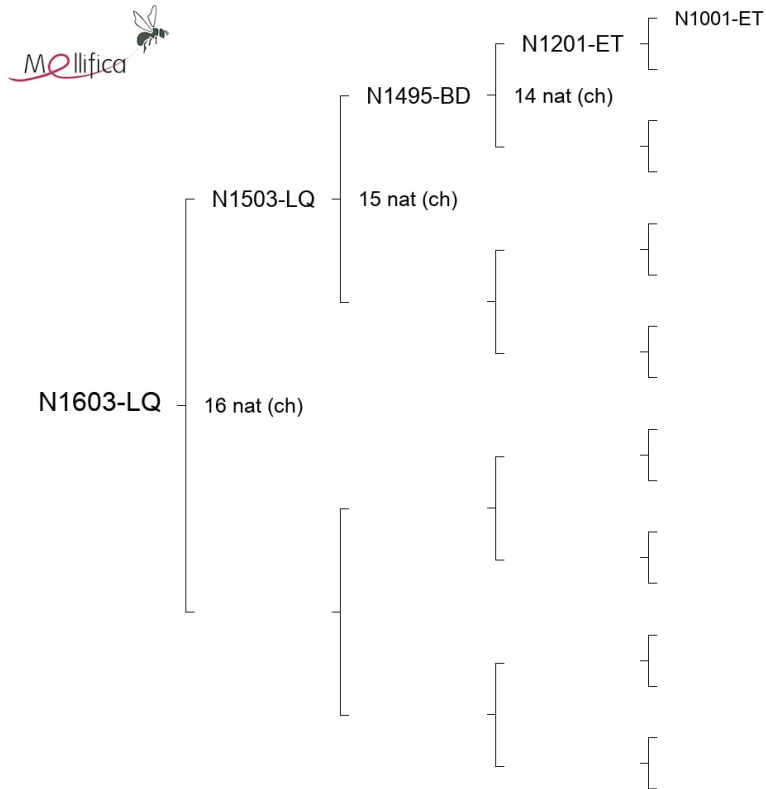 Mellifica
N1001-ET
N1201-ET
N1495-BD
14 nat (ch)
N1503-LQ
15 nat (ch)
N1603-LQ
16 nat (ch)